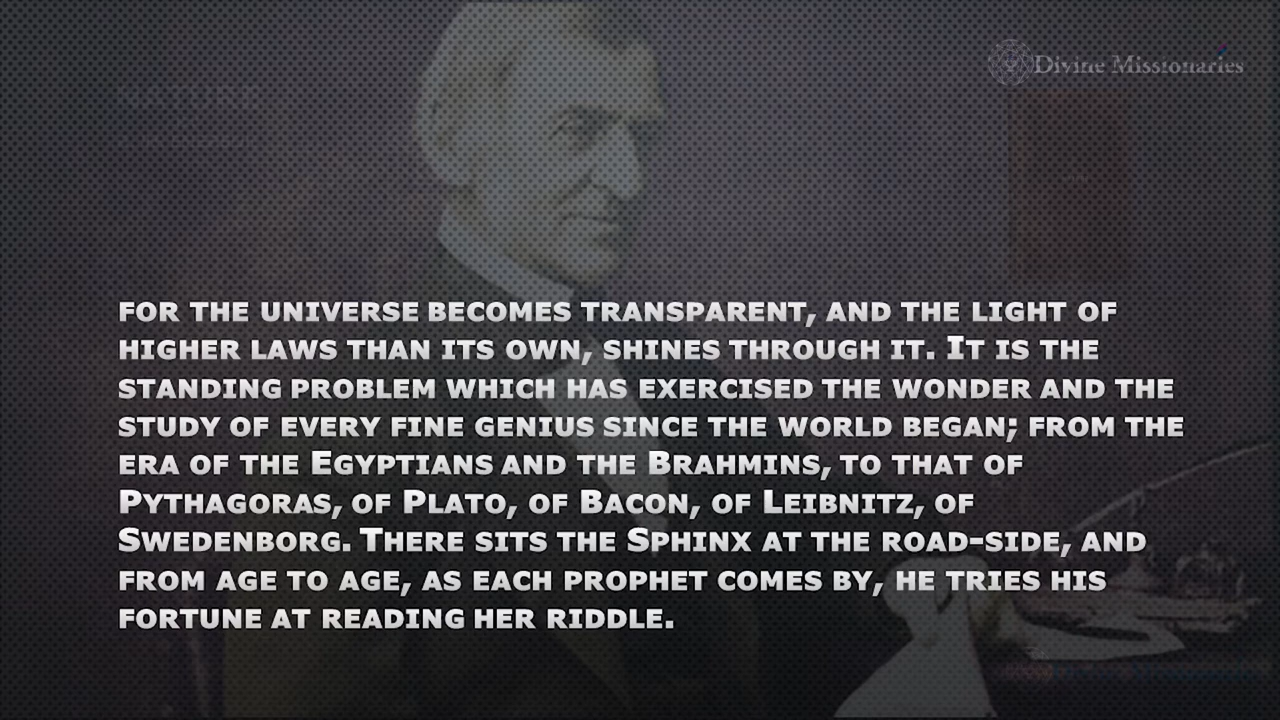 Divine Missionaries
NATURE
FOR THE UNIVERSE BECOMES TRANSPARENT, AND THE LIGHT OF
HIGHER LAWS THAN ITS OWN, SHINES THROUGH IT. IT IS THE
STANDING PROBLEM WHICH HAS EXERCISED THE WONDER AND THE
STUDY OF EVERY FINE GENIUS SINCE THE WORLD BEGAN; FROM THE
ERA OF THE EGYPTIANS AND THE BRAHMINS, TO THAT OF
PYTHAGORAS, OF PLATO, OF BACON, OF LEIBNITZ, OF
SWEDENBORG. THERE SITS THE SPHINX AT THE ROAD-SIDE, AND
FROM AGE TO AGE, AS EACH PROPHET COMES BY, HE TRIES HIS
FORTUNE AT READING HER RIDDLE.